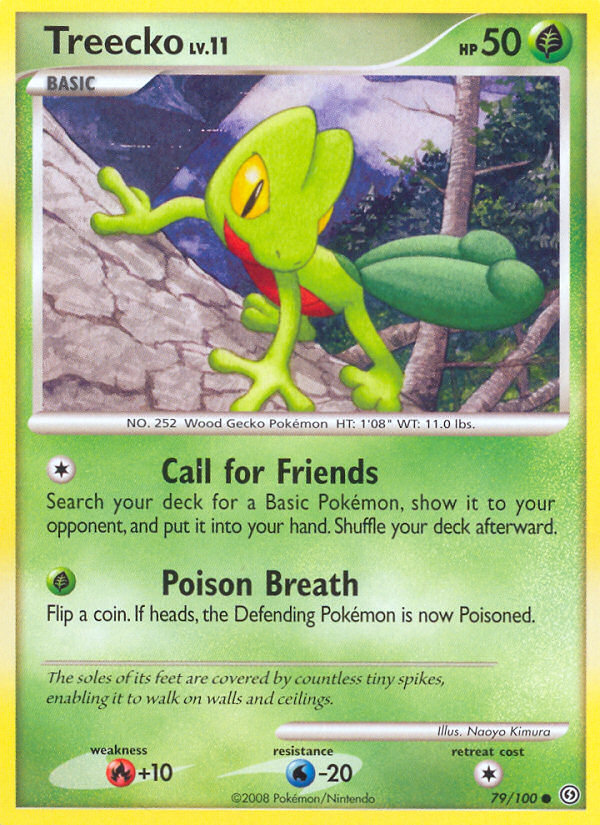 Treecko LV.11 HP 50
BASIC
NO. 252 Wood Gecko Pokémon HT: 1'08" WT: 11.0 lbs.
Call for Friends
Search your deck for a Basic Pokémon, show it to your
opponent, and put it into your hand. Shuffle your deck afterward.
Poison Breath
Flip a coin. If heads, the Defending Pokémon is now Poisoned.
The soles of its feet are covered by countless tiny spikes,
enabling it to walk on walls and ceilings.
Illus. Naoyo Kimura
weakness resistance retreat cost
+10 -20
©2008 Pokémon/Nintendo 79/100